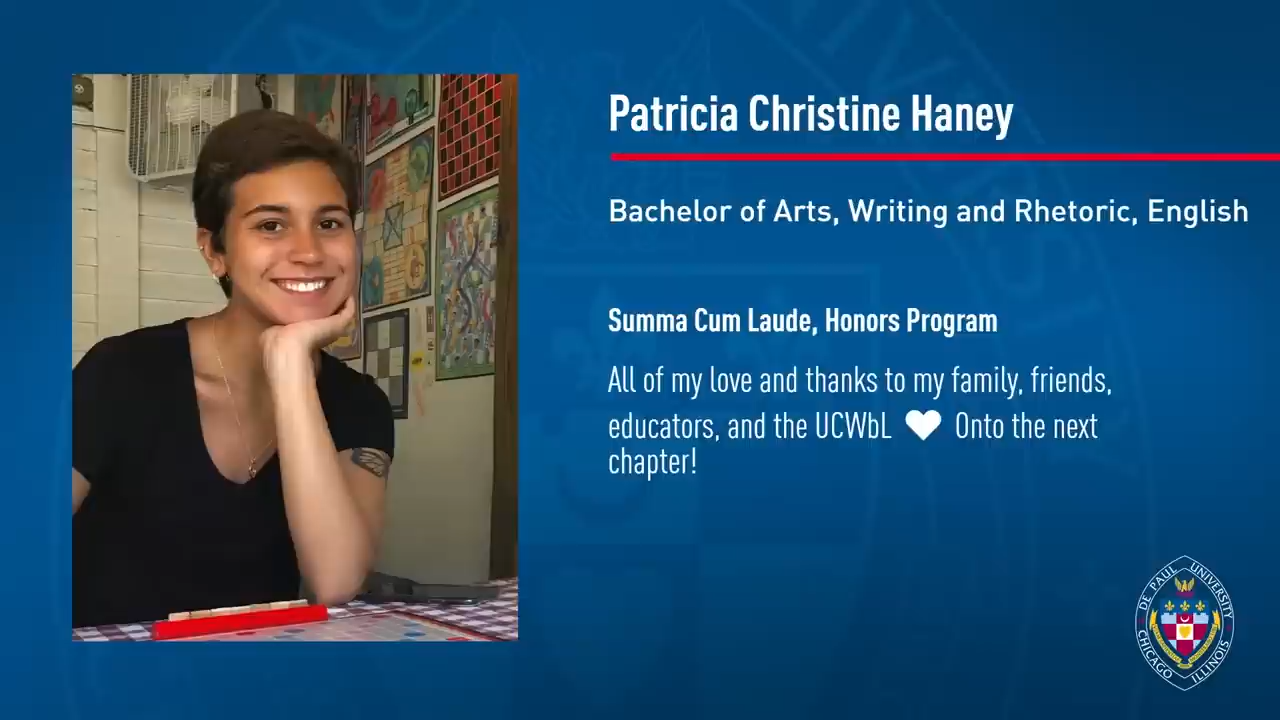 Patricia Christine Haney
Bachelor of Arts, Writing and Rhetoric, English
Summa Cum Laude, Honors Program
All of my love and thanks to my family, friends,
educators, and the UCWbL 🤍 Onto the next
chapter!
DE PAUL UNIVERSITY
CHICAGO ILLINOIS